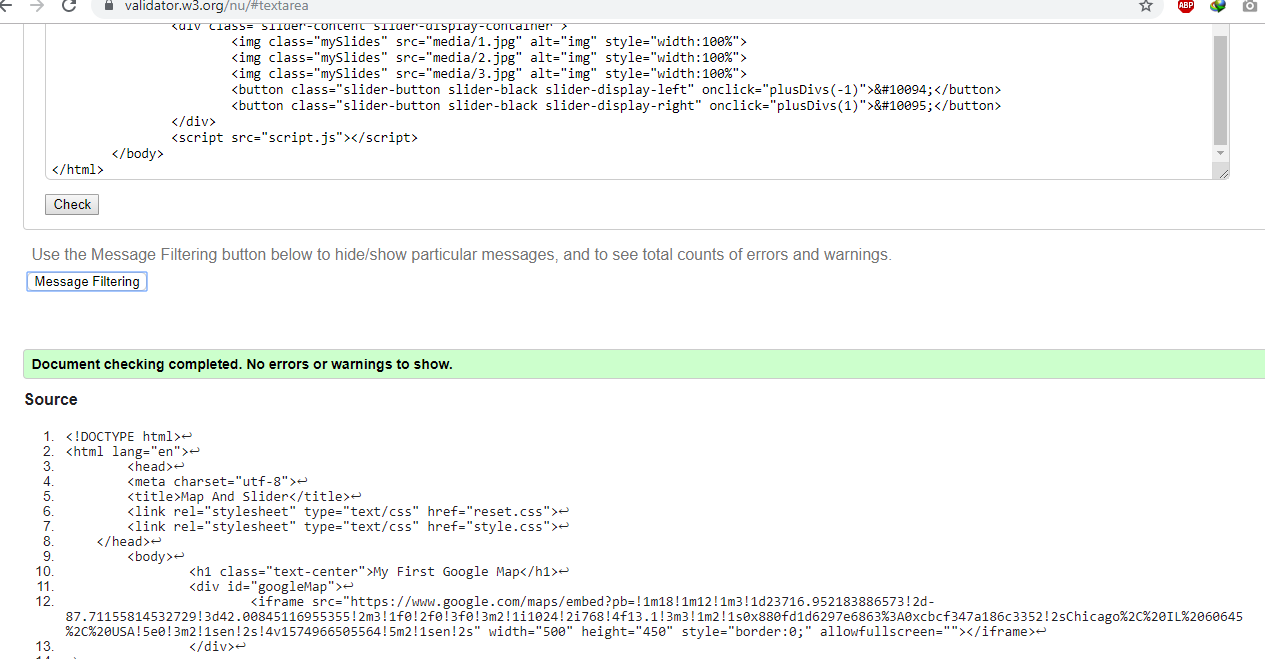 validator.w3.org/nu/#textarea
ABP
<div class="slider-content slider-display-container">
<img class="mySlides" src="media/1.jpg" alt="img" style="width:100%">
<img class="mySlides" src="media/2.jpg" alt="img" style="width:100%">
<img class="mySlides" src="media/3.jpg" alt="img" style="width:100%">
<button class="slider-button slider-black slider-display-left" onclick="plusDivs(-1)">&#10094;</button>
<button class="slider-button slider-black slider-display-right" onclick="plusDivs(1)">&#10095;</button>
</div>
<script src="script.js"></script>
</body>
</html>
Check
Use the Message Filtering button below to hide/show particular messages, and to see total counts of errors and warnings.
Message Filtering
Document checking completed. No errors or warnings to show.
Source
1. <!DOCTYPE html>↩
2. <html lang="en">↩
3. <head>↩
4. <meta charset="utf-8">↩
5. <title>Map And Slider</title>↩
6. <link rel="stylesheet" type="text/css" href="reset.css">↩
7. <link rel="stylesheet" type="text/css" href="style.css">↩
8. </head>↩
9. <body>↩
10. <h1 class="text-center">My First Google Map</h1>↩
11. <div id="googleMap">↩
12. <iframe src="https://www.google.com/maps/embed?pb=!1m18!1m12!1m3!1d23716.952183886573!2d-
87.71155814532729!3d42.00845116955355!2m3!1f0!2f0!3f0!3m2!1i1024!2i768!4f13.1!3m3!1m2!1s0x880fd1d6297e6863%3A0xcbcf347a186c3352!2sChicago%2C%20IL%2060645
%2C%20USA!5e0!3m2!1sen!2s!4v1574966505564!5m2!1sen!2s" width="500" height="450" style="border:0;" allowfullscreen=""></iframe>↩
13. </div>↩